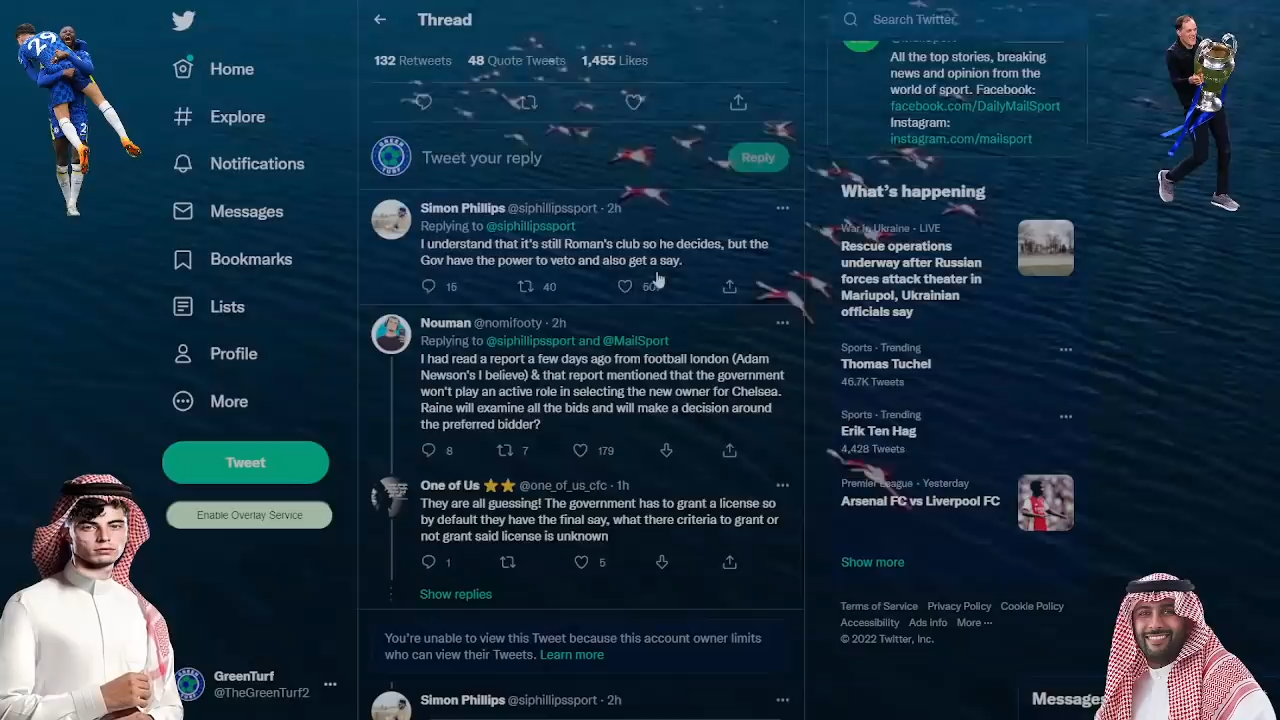 Home
Explore
Notifications
Messages
Bookmarks
Lists
Profile
More
Tweet
Enable Overlay Service
GreenTurf
@TheGreenTurf2
Thread
132 Retweets 48 Quote Tweets 1,455 Likes
Tweet your reply
Reply
Simon Phillips @siphillipssport · 2h
Replying to @siphillipssport
I understand that it's still Roman's club so he decides, but the
Gov have the power to veto and also get a say.
15 40
Nouman @nomifooty · 2h
Replying to @siphillipssport and @MailSport
I had read a report a few days ago from football london (Adam
Newson's I believe) & that report mentioned that the government
won't play an active role in selecting the new owner for Chelsea.
Raine will examine all the bids and will make a decision around
the preferred bidder?
8 7 179
One of Us ⭐⭐ @one_of_us_cfc · 1h
They are all guessing! The government has to grant a license so
by default they have the final say, what there criteria to grant or
not grant said license is unknown
1 5
Show replies
You're unable to view this Tweet because this account owner limits
who can view their Tweets. Learn more
Simon Phillips @siphillipssport · 2h
Search Twitter
All the top stories, breaking
news and opinion from the
world of sport. Facebook:
facebook.com/DailyMailSport
Instagram:
instagram.com/mailsport
What's happening
War in Ukraine · LIVE
Rescue operations
underway after Russian
forces attack theater in
Mariupol, Ukrainian
officials say
Sports · Trending
Thomas Tuchel
46.7K Tweets
Sports · Trending
Erik Ten Hag
4,428 Tweets
Premier League · Yesterday
Arsenal FC vs Liverpool FC
Show more
Terms of Service Privacy Policy Cookie Policy
Accessibility Ads info More ···
© 2022 Twitter, Inc.
Messages